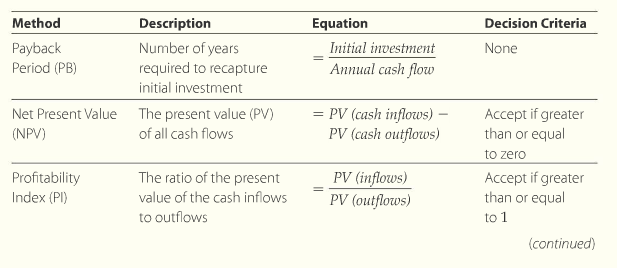 Method Description Equation Decision Criteria
Payback Period (PB) Number of years required to recapture initial investment = Initial investment / Annual cash flow None
Net Present Value (NPV) The present value (PV) of all cash flows = PV (cash inflows) − PV (cash outflows) Accept if greater than or equal to zero
Profitability Index (PI) The ratio of the present value of the cash inflows to outflows = PV (inflows) / PV (outflows) Accept if greater than or equal to 1
(continued)